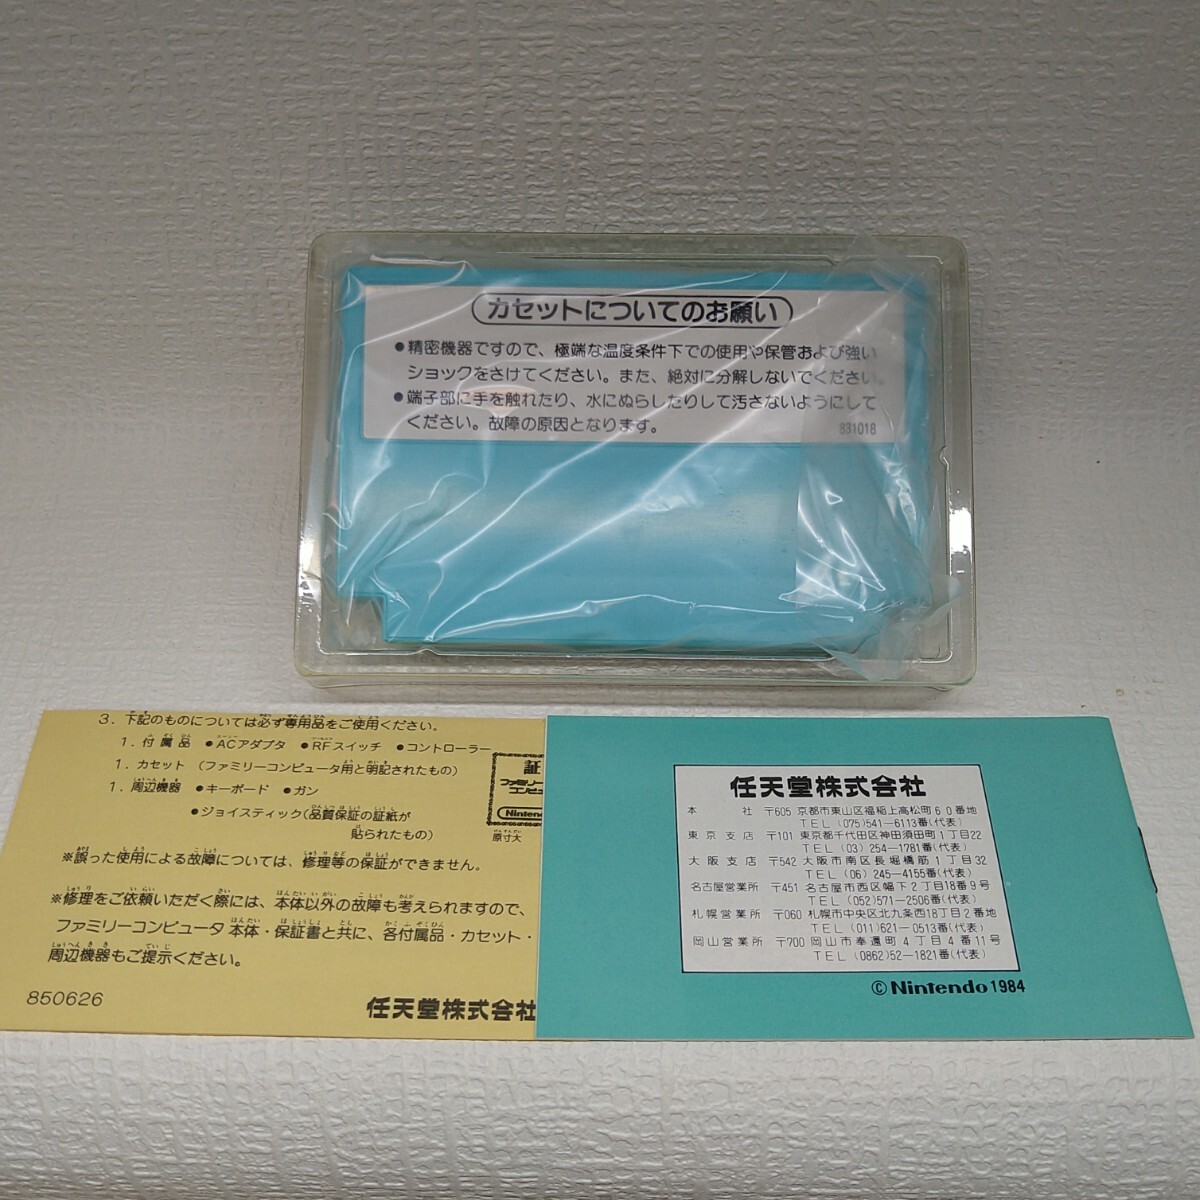 カセットについてのお願い
●精密機器ですので、極端な温度条件下での使用や保管および強い
ショックをさけてください。また、絶対に分解しないでください。
●端子部に手を触れたり、水にぬらしたりして汚さないようにして
ください。故障の原因となります。
831018
3. 下記のものについては必ず専用品をご使用ください。
1. 付属品 ●ACアダプタ ●RFスイッチ ●コントローラー
1. カセット (ファミリーコンピュータ用と明記されたもの)
1. 周辺機器 ●キーボード ●ガン
●ジョイスティック(品質保証の証紙が
貼られたもの)
証
ファミリー
コンピュ
Ninten
原寸大
※誤った使用による故障については、修理等の保証ができません。
※修理をご依頼いただく際には、本体以外の故障も考えられますので、
ファミリーコンピュータ本体・保証書と共に、各付属品・カセット・
周辺機器もご提示ください。
850626
任天堂株式会社
任天堂株式会社
本社 〒605 京都市東山区福稲上高松町60番地
TEL (075)541-6113番(代表)
東京支店 〒101 東京都千代田区神田須田町1丁目22
TEL (03) 254-1781番(代表)
大阪支店 〒542 大阪市南区長堀橋筋1丁目32
TEL (06) 245-4155番(代表)
名古屋営業所 〒451 名古屋市西区幅下2丁目18番9号
TEL (052)571-2506番(代表)
札幌営業所 〒060 札幌市中央区北九条西18丁目2番地
TEL (011)621-0513番(代表)
岡山営業所 〒700 岡山市奉還町4丁目4番11号
TEL (0862)52-1821番(代表)
©Nintendo 1984